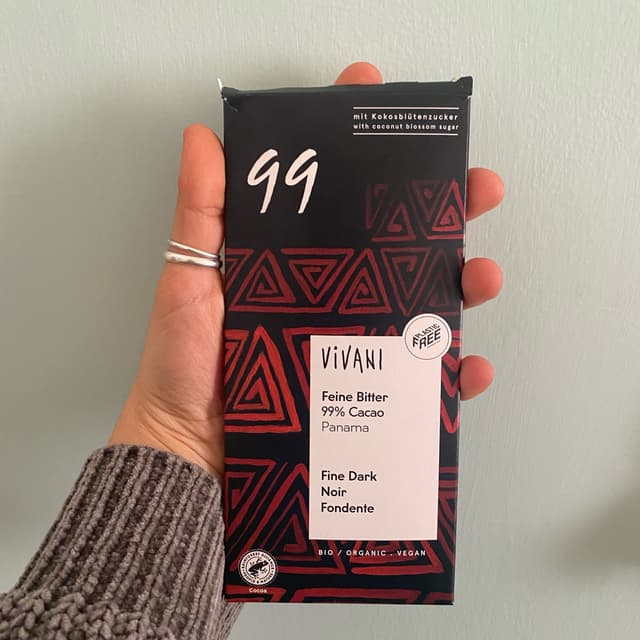 mit Kokosblütenzucker
with coconut blossom sugar
99
PLASTIC
FREE
ViVANI
Feine Bitter
99% Cacao
Panama
Fine Dark
Noir
Fondente
BIO / ORGANIC . VEGAN
Cocoa